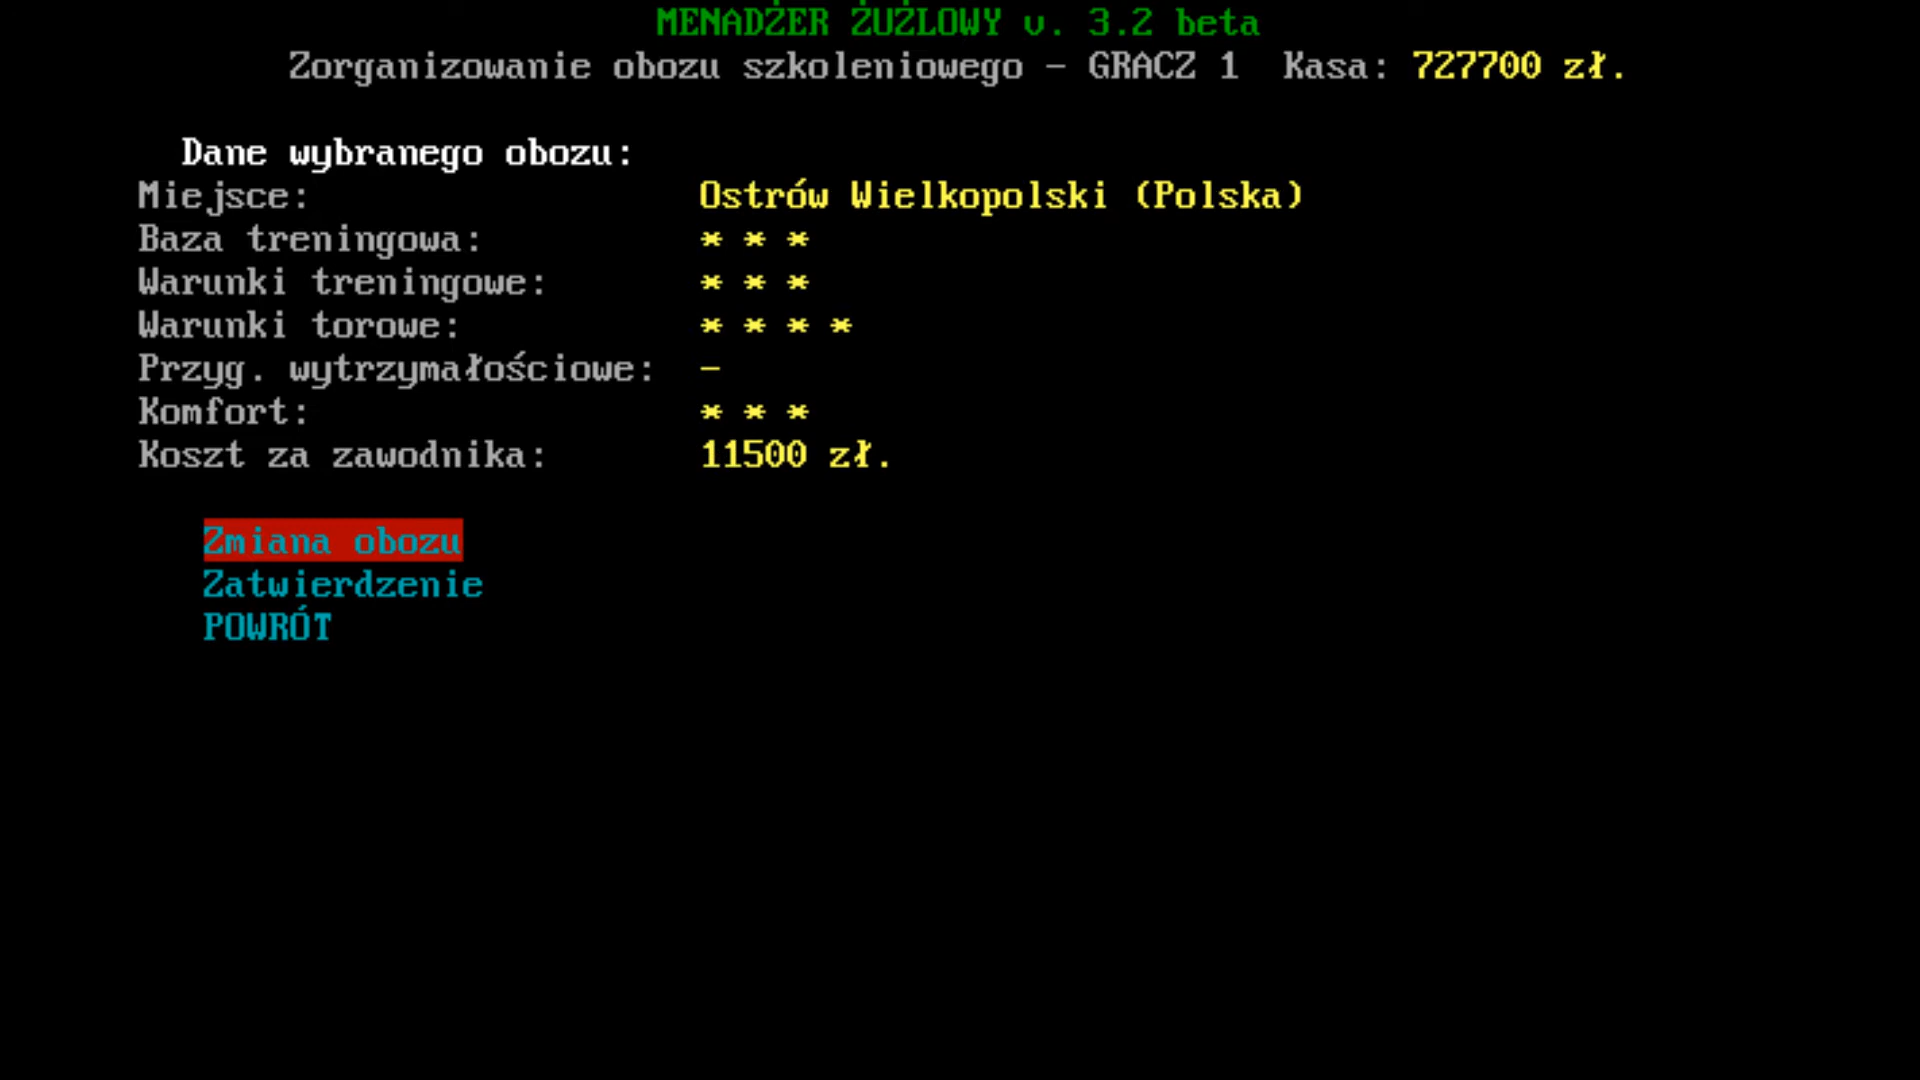 MENADŻER ŻUŻLOWY v. 3.2 beta
Zorganizowanie obozu szkoleniowego - GRACZ 1  Kasa: 727700 zł.
Dane wybranego obozu:
Miejsce: Ostrów Wielkopolski (Polska)
Baza treningowa: * * *
Warunki treningowe: * * *
Warunki torowe: * * * *
Przyg. wytrzymałościowe: -
Komfort: * * *
Koszt za zawodnika: 11500 zł.
Zmiana obozu
Zatwierdzenie
POWRÓT